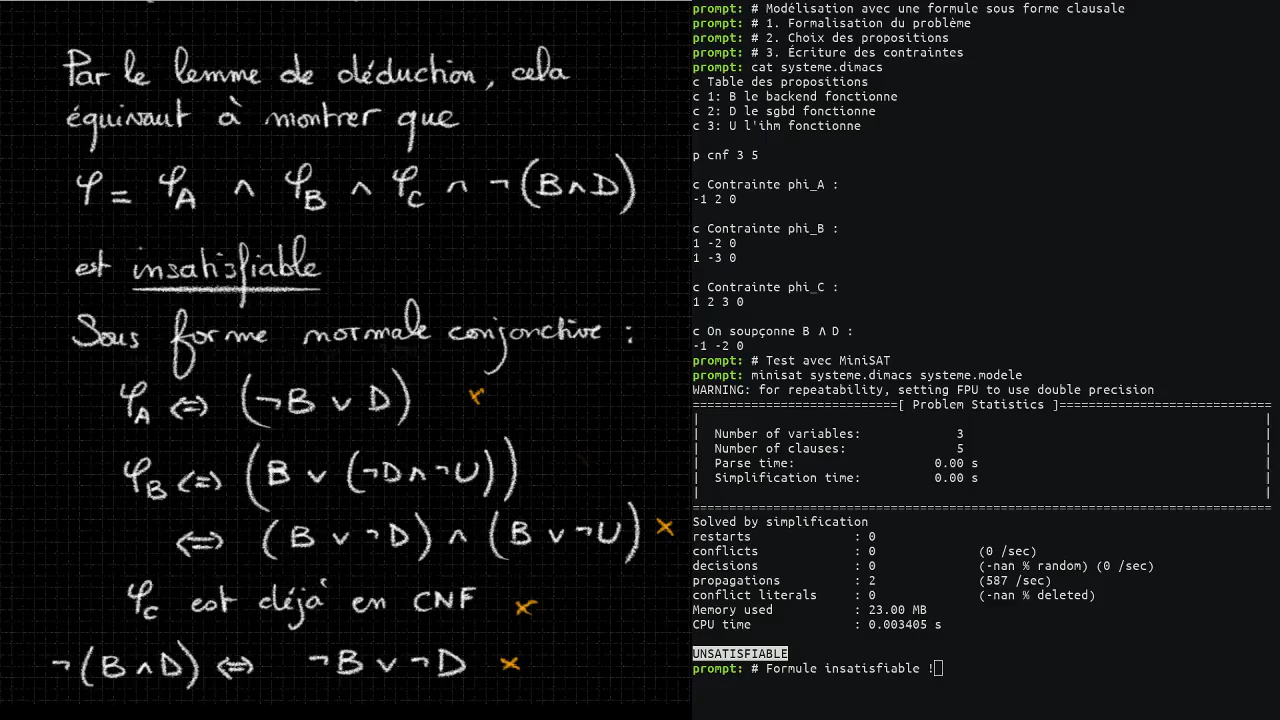 Par le lemme de déduction, cela
équivaut à montrer que
φ = φA ∧ φB ∧ φC ∧ ¬(B∧D)
est insatisfiable
Sous forme normale conjonctive :
φA ⇔ (¬B ∨ D) ×
φB ⇔ (B ∨ (¬D∧¬U))
⇔ (B ∨ ¬D) ∧ (B ∨ ¬U) ×
φC est déjà en CNF ×
¬(B∧D) ⇔ ¬B ∨ ¬D ×
prompt: # Modélisation avec une formule sous forme clausale
prompt: # 1. Formalisation du problème
prompt: # 2. Choix des propositions
prompt: # 3. Écriture des contraintes
prompt: cat systeme.dimacs
c Table des propositions
c 1: B le backend fonctionne
c 2: D le sgbd fonctionne
c 3: U l'ihm fonctionne
p cnf 3 5
c Contrainte phi_A :
-1 2 0
c Contrainte phi_B :
1 -2 0
1 -3 0
c Contrainte phi_C :
1 2 3 0
c On soupçonne B ∧ D :
-1 -2 0
prompt: # Test avec MiniSAT
prompt: minisat systeme.dimacs systeme.modele
WARNING: for repeatability, setting FPU to use double precision
============================[ Problem Statistics ]=============================
| |
| Number of variables: 3 |
| Number of clauses: 5 |
| Parse time: 0.00 s |
| Simplification time: 0.00 s |
| |
===============================================================================
Solved by simplification
restarts : 0
conflicts : 0 (0 /sec)
decisions : 0 (-nan % random) (0 /sec)
propagations : 2 (587 /sec)
conflict literals : 0 (-nan % deleted)
Memory used : 23.00 MB
CPU time : 0.003405 s
UNSATISFIABLE
prompt: # Formule insatisfiable !